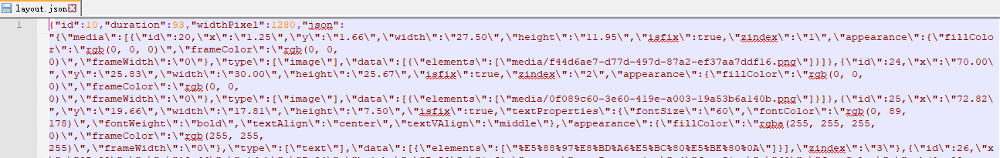 layout.json
1
{"id":10,"duration":93,"widthPixel":1280,"json":
"{\"media\":[{\"id\":20,\"x\":\"1.25\",\"y\":\"1.66\",\"width\":\"27.50\",\"height\":\"11.95\",\"isfix\":true,\"zindex\":\"1\",\"appearance\":{\"fillColo
r\":\"rgb(0, 0, 0)\",\"frameColor\":\"rgb(0, 0,
0)\",\"frameWidth\":\"0\"},\"type\":[\"image\"],\"data\":[{\"elements\":[\"media/f44d6ae7-d77d-497d-87a2-ef37aa7ddf16.png\"]}]},{\"id\":24,\"x\":\"70.00\
",\"y\":\"25.83\",\"width\":\"30.00\",\"height\":\"25.67\",\"isfix\":true,\"zindex\":\"2\",\"appearance\":{\"fillColor\":\"rgb(0, 0,
0)\",\"frameColor\":\"rgb(0, 0,
0)\",\"frameWidth\":\"0\"},\"type\":[\"image\"],\"data\":[{\"elements\":[\"media/0f089c60-3e60-419e-a003-19a53b6a140b.png\"]}]},{\"id\":25,\"x\":\"72.82\
",\"y\":\"19.66\",\"width\":\"17.81\",\"height\":\"7.50\",\"isfix\":true,\"textProperties\":{\"fontSize\":\"60\",\"fontColor\":\"rgb(0, 89,
178)\",\"fontWeight\":\"bold\",\"textAlign\":\"center\",\"textVAlign\":\"middle\"},\"appearance\":{\"fillColor\":\"rgba(255, 255, 255,
0)\",\"frameColor\":\"rgb(255, 255,
255)\",\"frameWidth\":\"0\"},\"type\":[\"text\"],\"data\":[{\"elements\":[\"%E5%88%97%E8%BD%A6%E5%BC%80%E5%BE%80%0A\"]}],\"zindex\":\"3\"},{\"id\":26,\"x